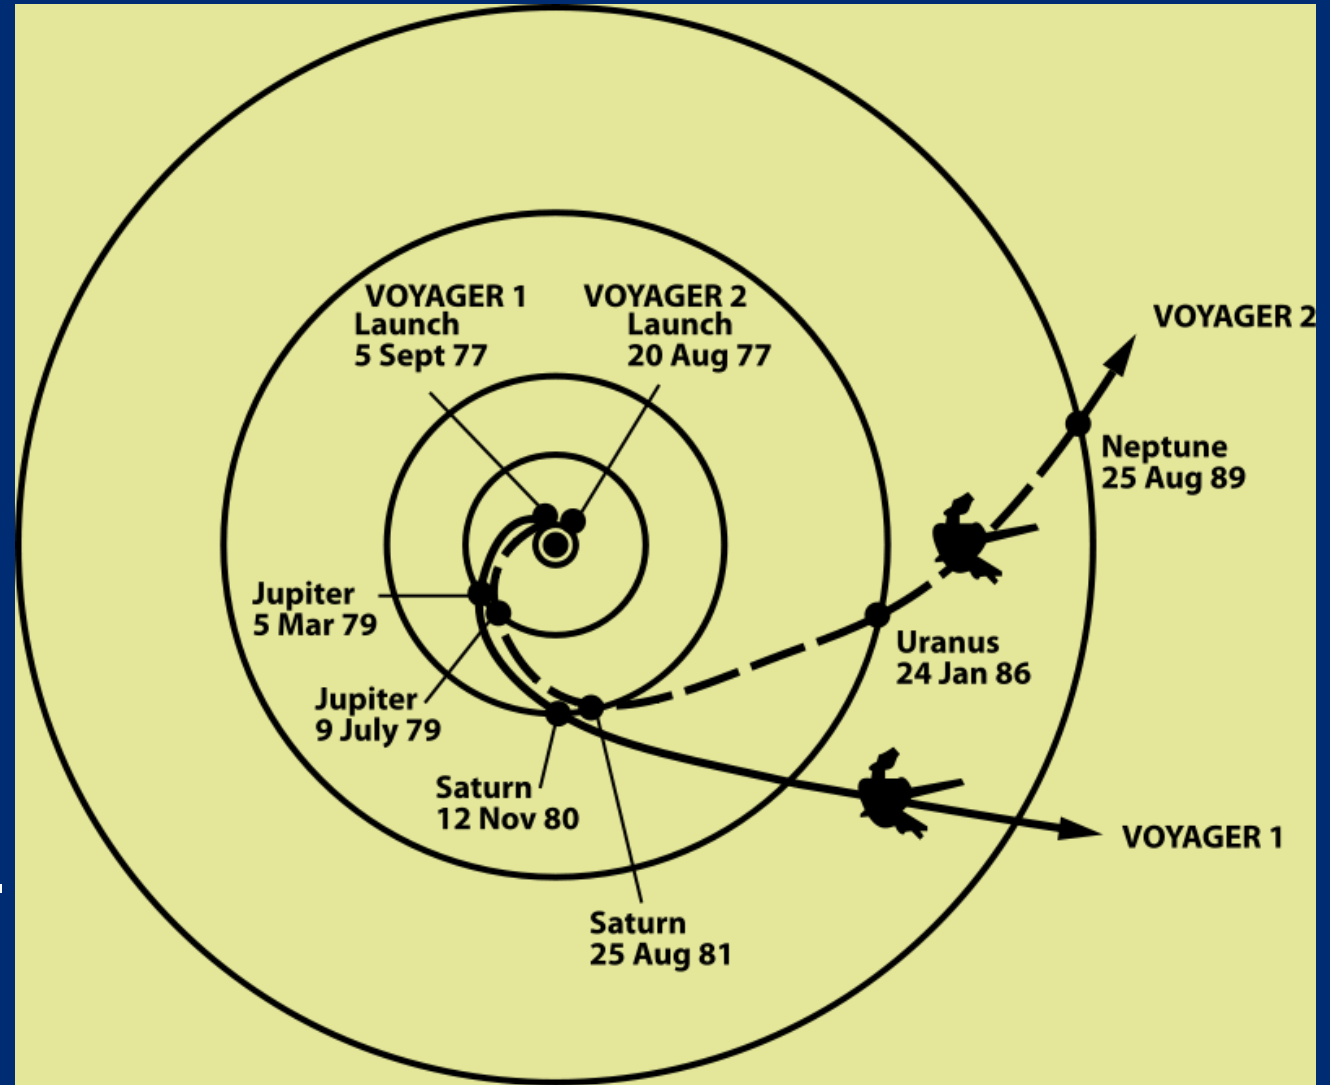 VOYAGER 1
Launch
5 Sept 77
VOYAGER 2
Launch
20 Aug 77
VOYAGER 2
Neptune
25 Aug 89
Jupiter
5 Mar 79
Uranus
24 Jan 86
Jupiter
9 July 79
Saturn
12 Nov 80
VOYAGER 1
Saturn
25 Aug 81